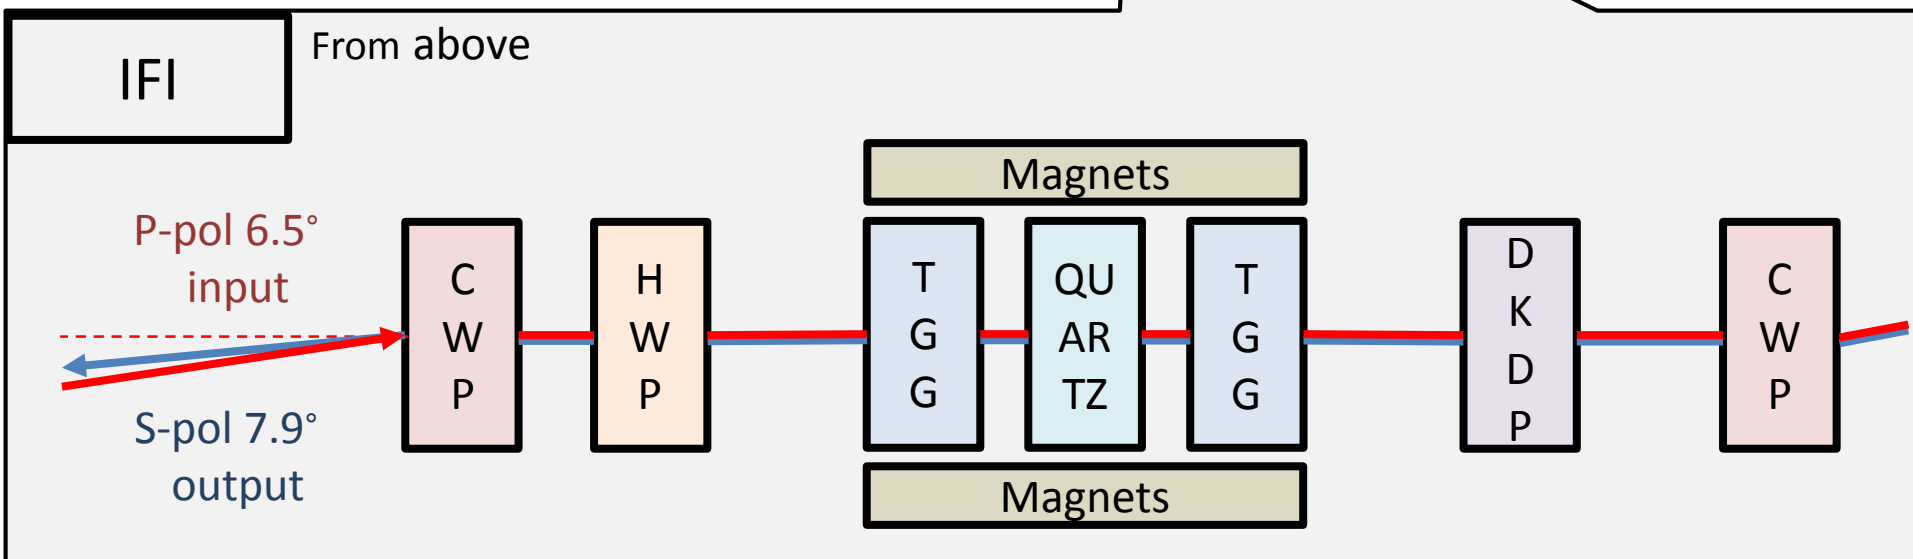 IFI
From above
Magnets
P-pol 6.5°
input
S-pol 7.9°
output
C
W
P
H
W
P
T
G
G
QU
AR
TZ
T
G
G
D
K
D
P
C
W
P
Magnets